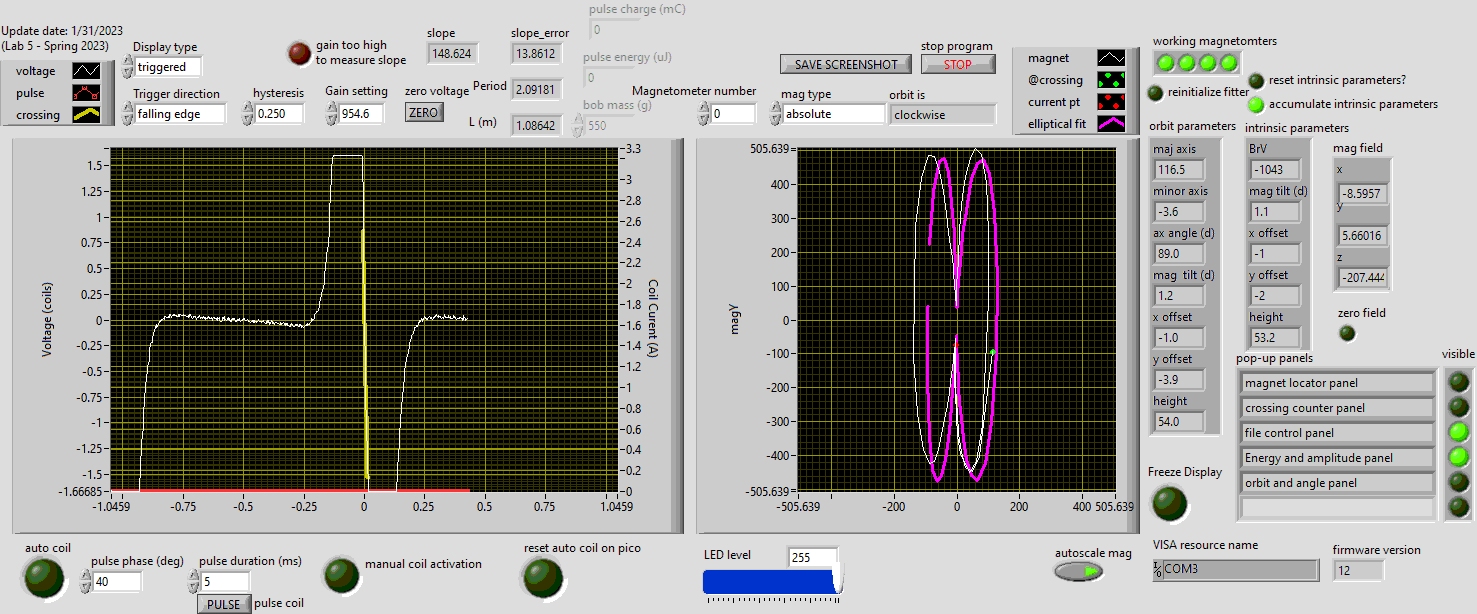 Update date: 1/31/2023
(Lab 5 - Spring 2023)
voltage
pulse
crossing
Display type
triggered
Trigger direction
falling edge
gain too high
to measure slope
hysteresis
0.250
Gain setting
954.6
slope
148.624
slope_error
13.8612
zero voltage
ZERO
Period
2.09181
L (m)
1.08642
pulse charge (mC)
0
pulse energy (uJ)
0
bob mass (g)
550
Magnetometer number
0
SAVE SCREENSHOT
stop program
STOP
mag type
absolute
orbit is
clockwise
magnet
@crossing
current pt
elliptical fit
working magnetomters
reinitialize fitter
reset intrinsic parameters?
accumulate intrinsic parameters
orbit parameters
maj axis
116.5
minor axis
-3.6
ax angle (d)
89.0
mag tilt (d)
1.2
x offset
-1.0
y offset
-3.9
height
54.0
intrinsic parameters
BrV
-1043
mag tilt (d)
1.1
x offset
-1
y offset
-2
height
53.2
mag field
x
-8.5957
y
5.66016
z
-207.444
zero field
Voltage (coils)
1.5
1.25
1
0.75
0.5
0.25
0
-0.25
-0.5
-0.75
-1
-1.25
-1.5
-1.66685
-1.0459
-0.75
-0.5
-0.25
0
0.25
0.5
0.75
1.0459
3.3
3
2.8
2.6
2.4
2.2
2
1.8
1.6
1.4
1.2
1
0.8
0.6
0.4
0.2
0
Coil Curent (A)
magy
505.639
400
300
200
100
0
-100
-200
-300
-400
-505.639
-505.639
-200
0
200
400
505.639
pop-up panels
visible
magnet locator panel
crossing counter panel
file control panel
Energy and amplitude panel
orbit and angle panel
Freeze Display
auto coil
pulse phase (deg)
40
pulse duration (ms)
5
PULSE
pulse coil
manual coil activation
reset auto coil on pico
LED level
255
autoscale mag
VISA resource name
COM3
firmware version
12